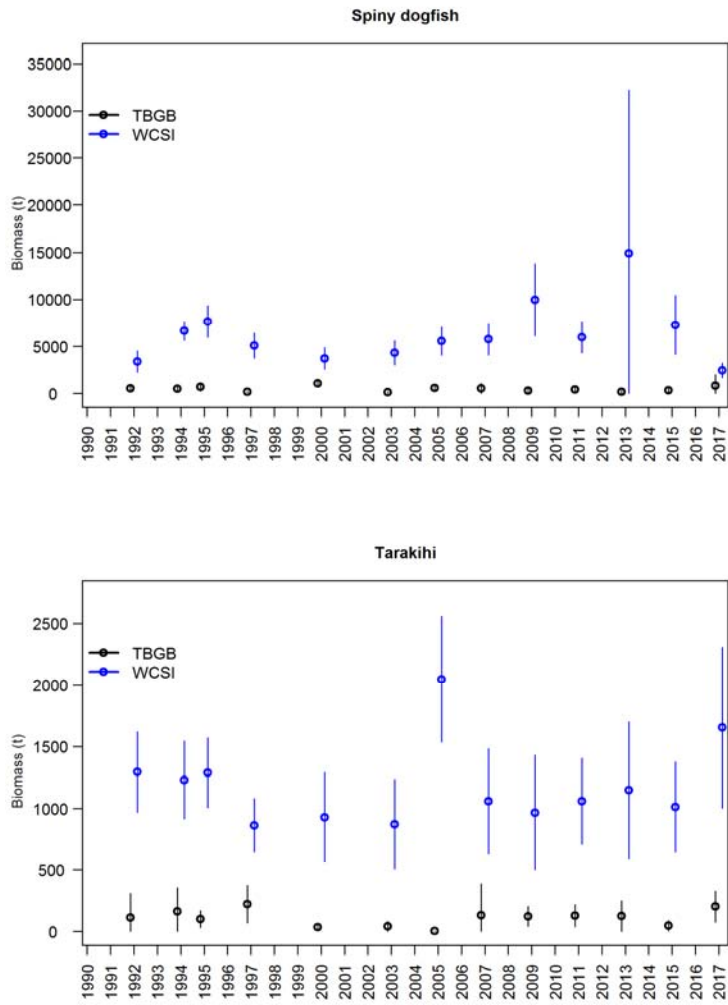 Spiny dogfish
35000
30000
25000
20000
15000
10000
5000
0
Biomass (t)
TBGB
WCSI
1990 1991 1992 1993 1994 1995 1996 1997 1998 1999 2000 2001 2002 2003 2004 2005 2006 2007 2008 2009 2010 2011 2012 2013 2014 2015 2016 2017
Tarakihi
2500
2000
1500
1000
500
0
Biomass (t)
TBGB
WCSI
1990 1991 1992 1993 1994 1995 1996 1997 1998 1999 2000 2001 2002 2003 2004 2005 2006 2007 2008 2009 2010 2011 2012 2013 2014 2015 2016 2017